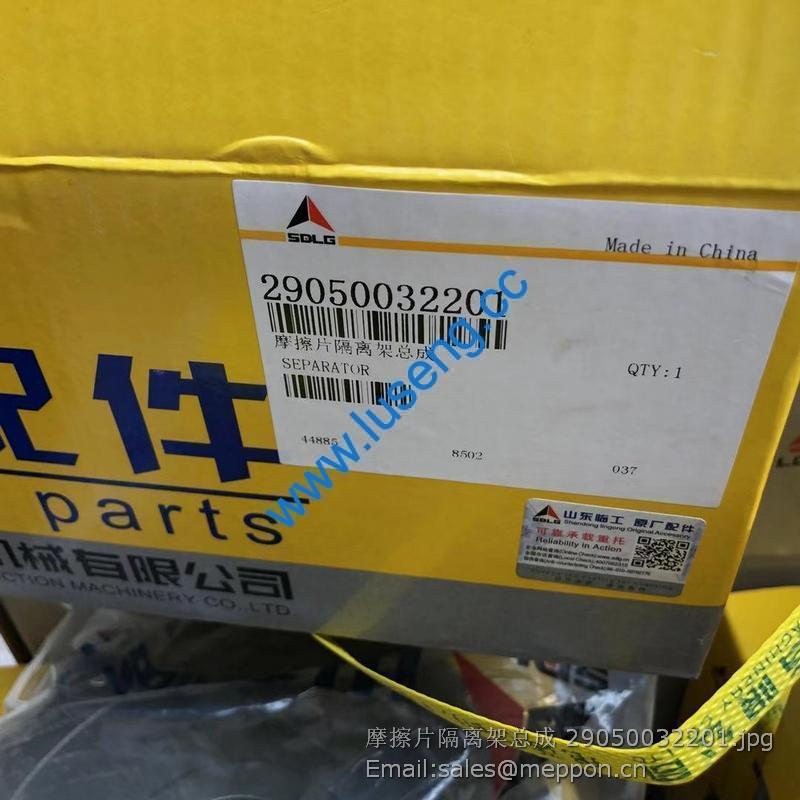 SDLG
Made in China
29050032201
摩擦片隔离架总成
SEPARATOR
QTY:1
44885
8502
037
配件
parts
机械有限公司
CTION MACHINERY CO.,LTD
SDLG
山东临工 原厂配件
Shandong lingong Original Accessory
可靠承载重托
Reliability in Action
www.luseng.cc
摩擦片隔离架总成 29050032201.jpg
Email:sales@meppon.cn